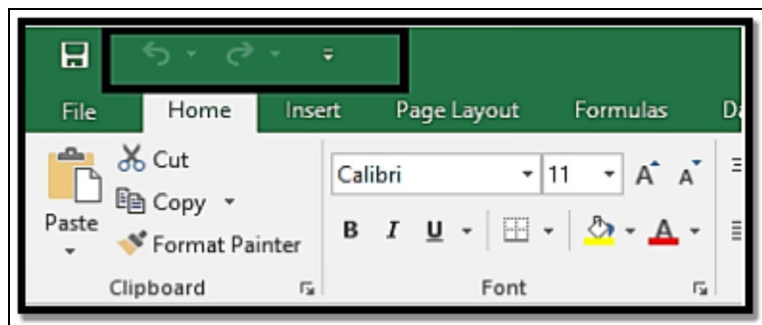 File Home Insert Page Layout Formulas
Cut
Calibri 11 A A
Copy
Paste
B I U A
Format Painter
Clipboard Font